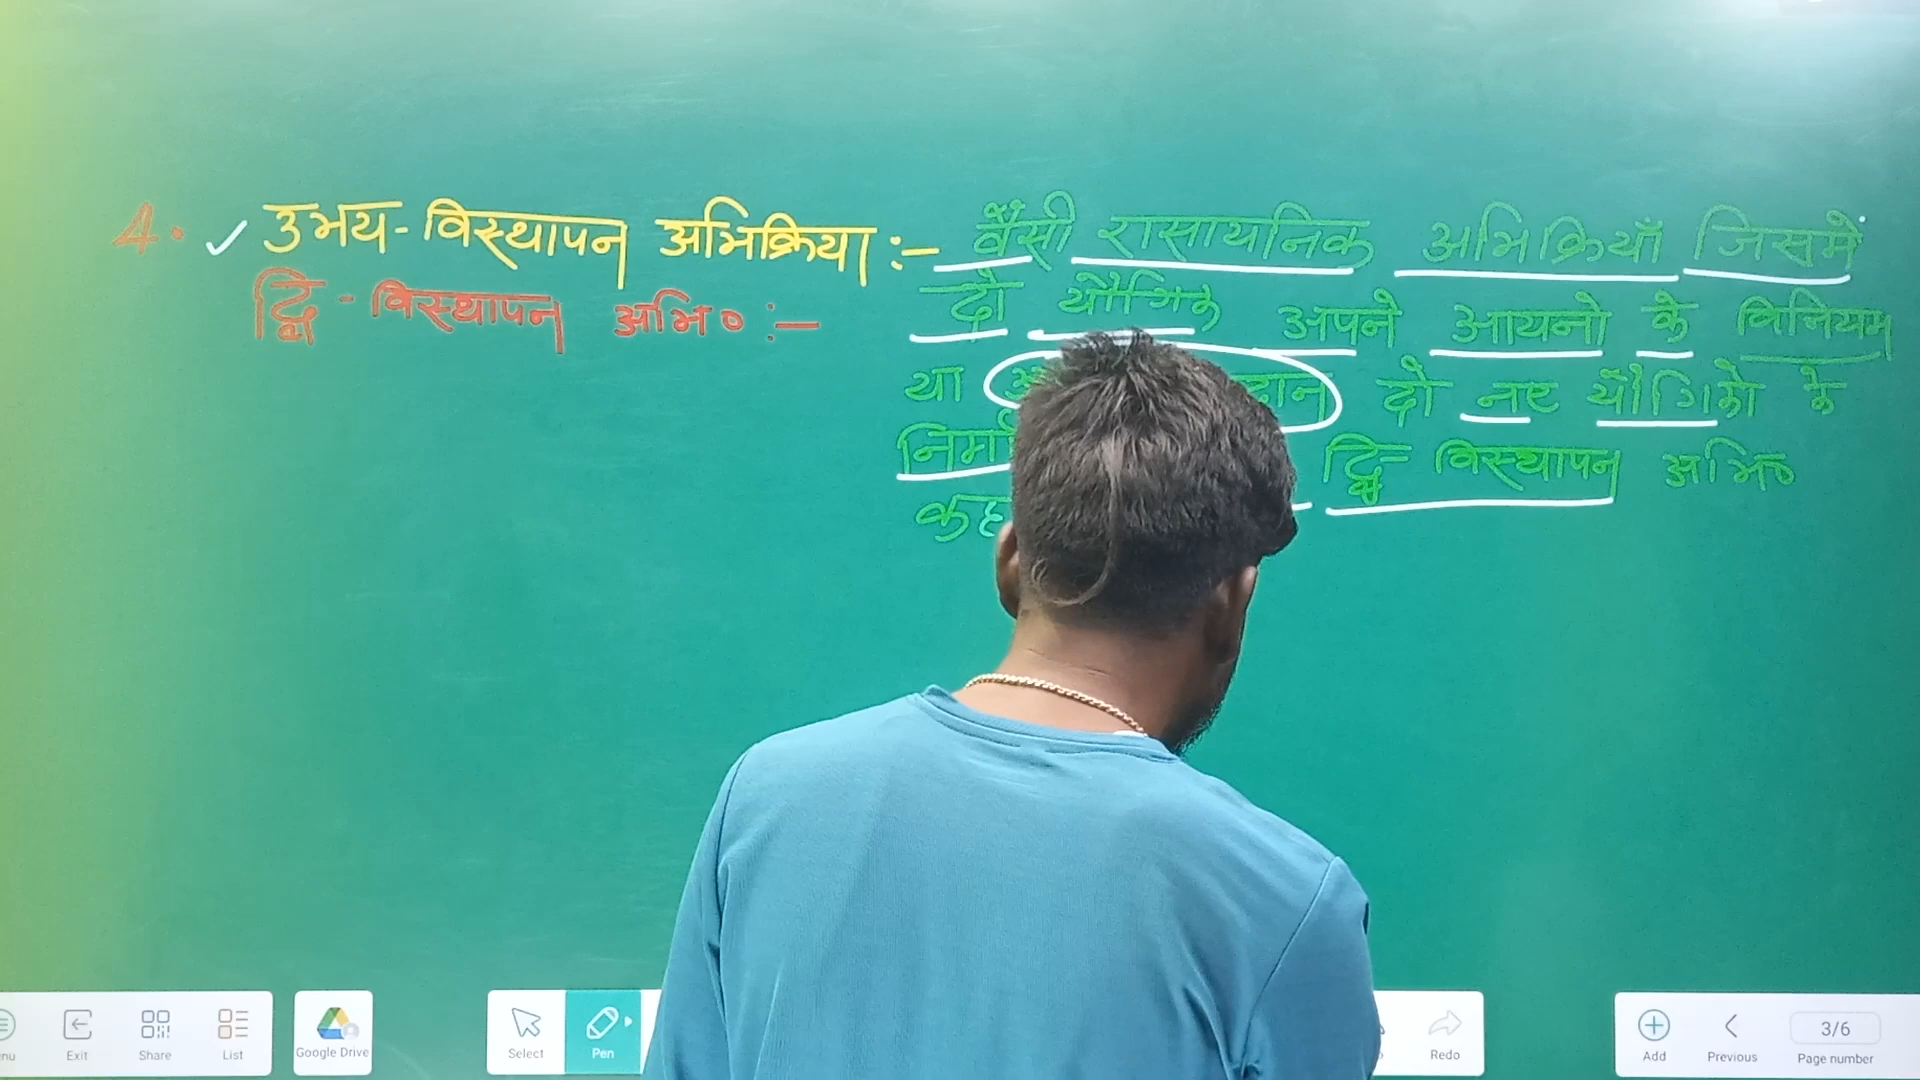 4. ✓ उभय-विस्थापन अभिक्रिया :- वैसी रासायनिक अभिक्रियाँ जिसमें
द्वि-विस्थापन अभि० :- दो यौगिक अपने आयनो के विनियम
या दान दो नए यौगिको के
द्वि विस्थापन अभि०
Exit
Share
List
Google Drive
Select
Pen
Redo
Add
Previous
3/6
Page number